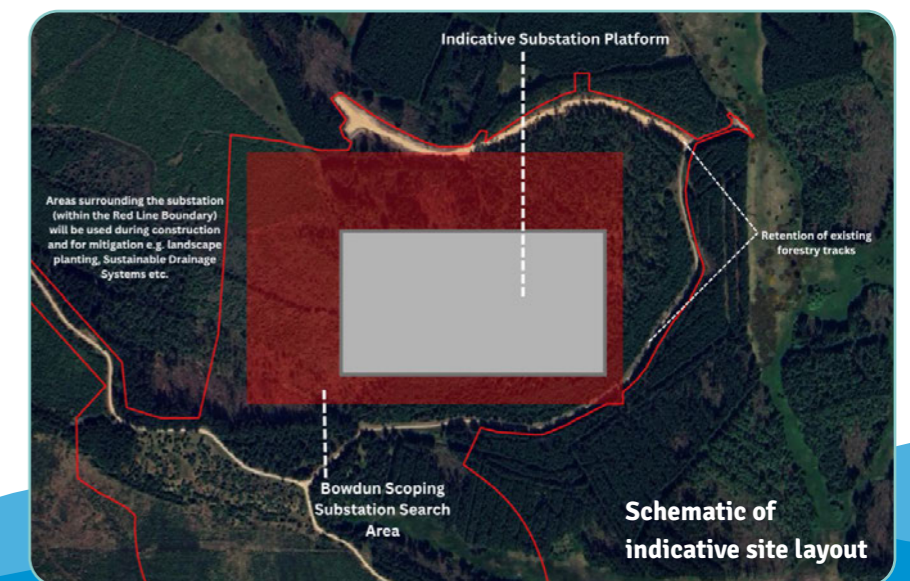 Indicative Substation Platform
Areas surrounding the substation
(within the Red Line Boundary)
will be used during construction
and for mitigation e.g. landscape
planting, Sustainable Drainage
Systems etc.
Retention of existing
forestry tracks
Bowdun Scoping
Substation Search
Area
Schematic of
indicative site layout